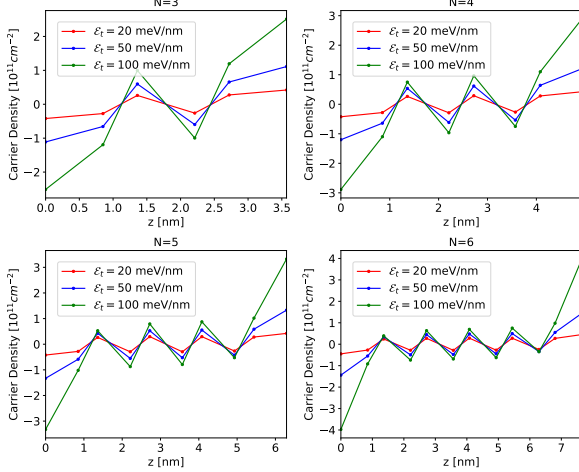 N=3
ℰt = 20 meV/nm
ℰt = 50 meV/nm
ℰt = 100 meV/nm
Carrier Density [10¹¹cm⁻²]
2
1
0
−1
−2
0.0 0.5 1.0 1.5 2.0 2.5 3.0 3.5
z [nm]
N=4
ℰt = 20 meV/nm
ℰt = 50 meV/nm
ℰt = 100 meV/nm
Carrier Density [10¹¹cm⁻²]
3
2
1
0
−1
−2
−3
0 1 2 3 4
z [nm]
N=5
ℰt = 20 meV/nm
ℰt = 50 meV/nm
ℰt = 100 meV/nm
Carrier Density [10¹¹cm⁻²]
3
2
1
0
−1
−2
−3
0 1 2 3 4 5 6
z [nm]
N=6
ℰt = 20 meV/nm
ℰt = 50 meV/nm
ℰt = 100 meV/nm
Carrier Density [10¹¹cm⁻²]
4
3
2
1
0
−1
−2
−3
−4
0 1 2 3 4 5 6 7
z [nm]